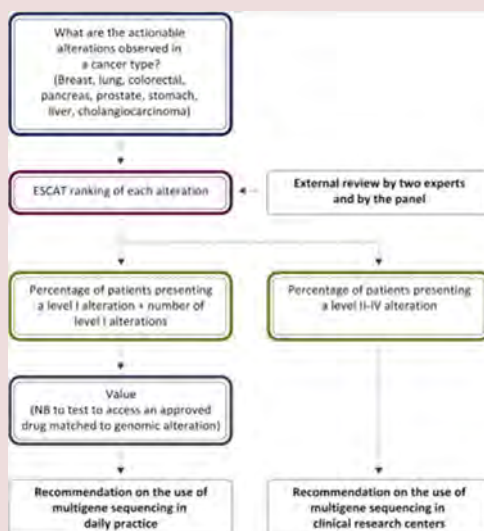 What are the actionable
alterations observed in
a cancer type?
(Breast, lung, colorectal,
pancreas, prostate, stomach,
liver, cholangiocarcinoma)
ESCAT ranking of each alteration
External review by two experts
and by the panel
Percentage of patients presenting
a level I alteration + number of
level I alterations
Percentage of patients presenting
a level II-IV alteration
Value
(NB to test to access an approved
drug matched to genomic alteration)
Recommendation on the use of
multigene sequencing in
daily practice
Recommendation on the use of
multigene sequencing in
clinical research centers